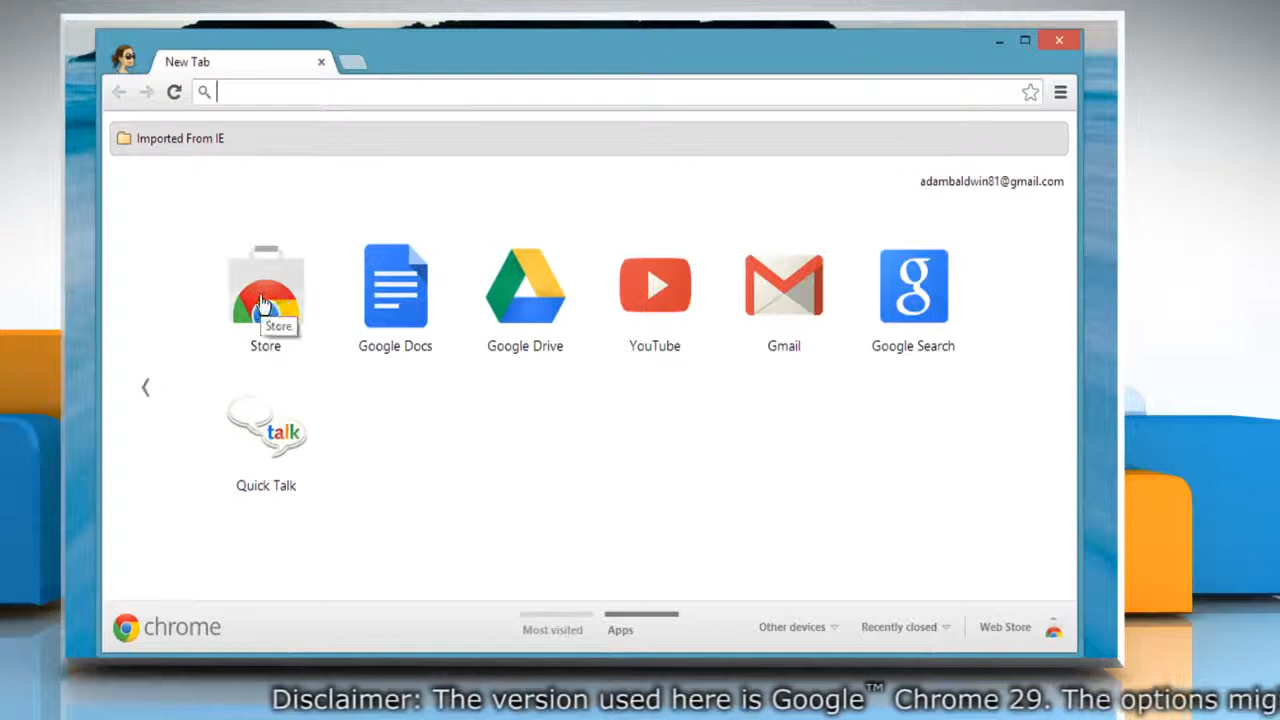 New Tab
Imported From IE
adambaldwin81@gmail.com
Store
Store
Google Docs
Google Drive
YouTube
Gmail
Google Search
talk
Quick Talk
chrome
Most visited
Apps
Other devices
Recently closed
Web Store
Disclaimer: The version used here is Google™ Chrome 29. The options mig